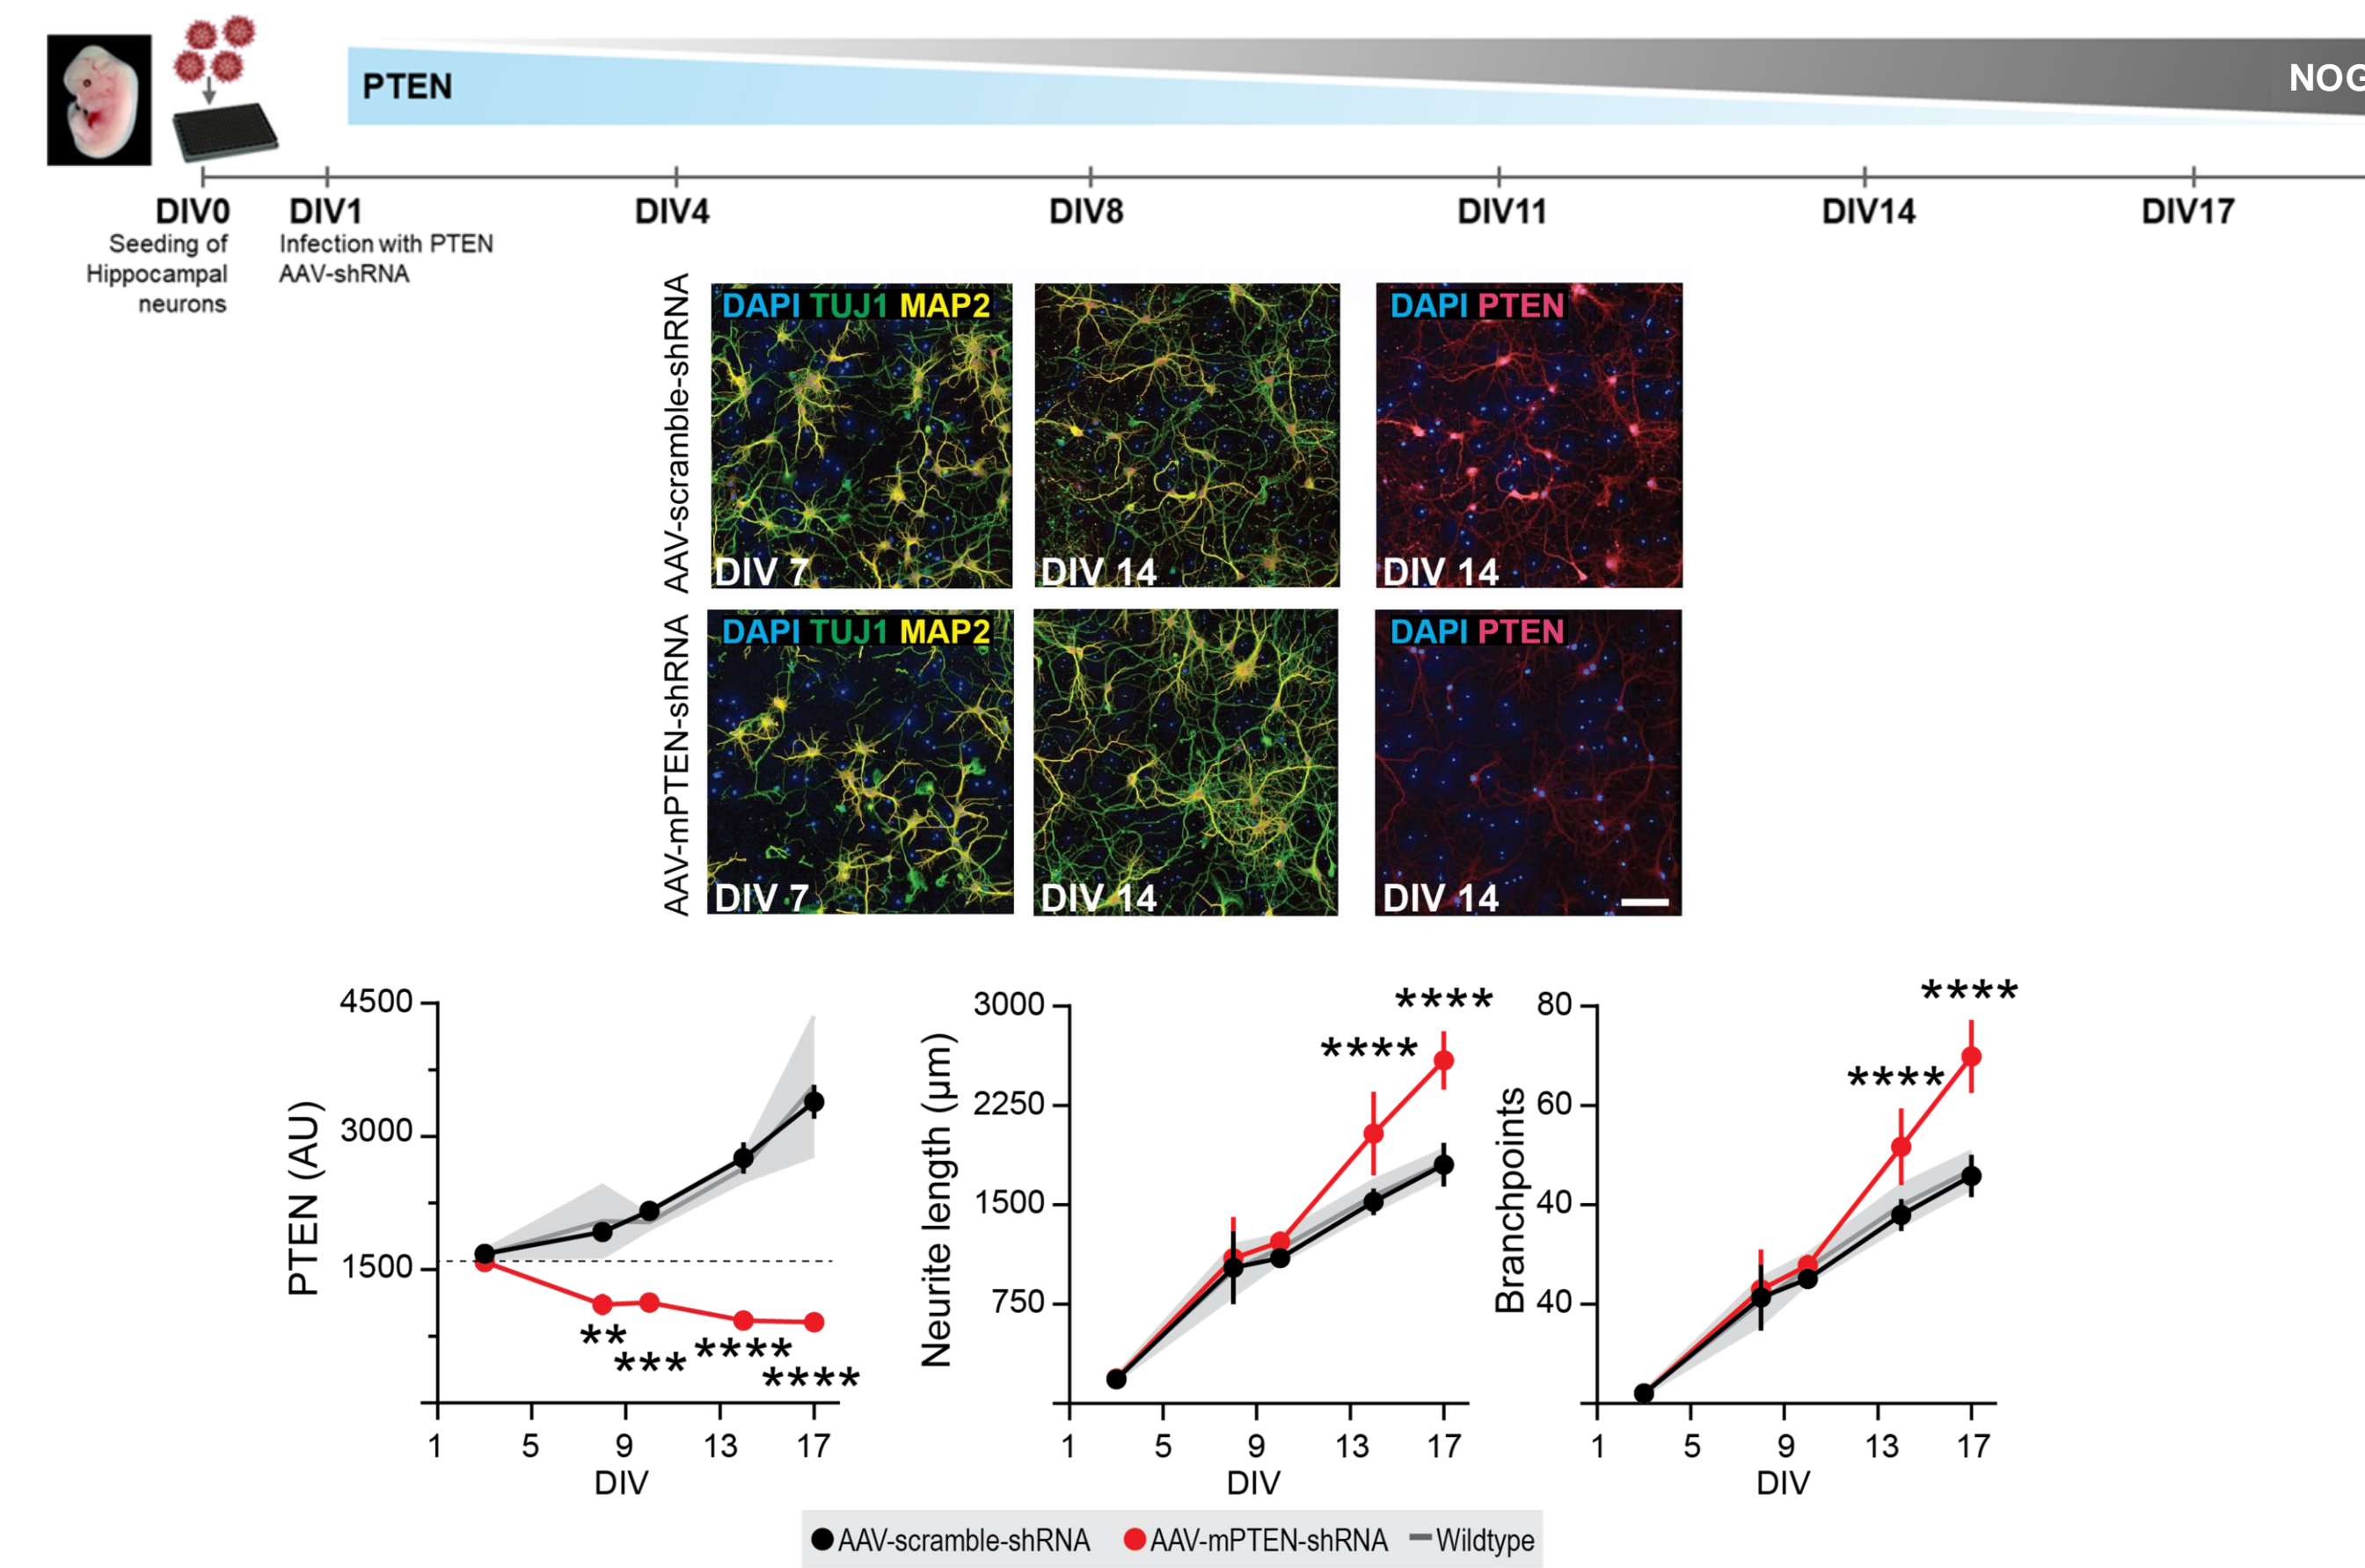 PTEN
NOG
DIV0
DIV1
DIV4
DIV8
DIV11
DIV14
DIV17
Seeding of
Hippocampal
neurons
Infection with PTEN
AAV-shRNA
AAV-scramble-shRNA
DAPI TUJ1 MAP2
DIV 7
DIV 14
DAPI PTEN
DIV 14
AAV-mPTEN-shRNA
DAPI TUJ1 MAP2
DIV 7
DIV 14
DAPI PTEN
DIV 14
PTEN (AU)
4500
3000
1500
**
***
****
****
1 5 9 13 17
DIV
Neurite length (µm)
3000
2250
1500
750
****
****
1 5 9 13 17
DIV
Branchpoints
80
60
40
40
****
****
1 5 9 13 17
DIV
AAV-scramble-shRNA AAV-mPTEN-shRNA Wildtype